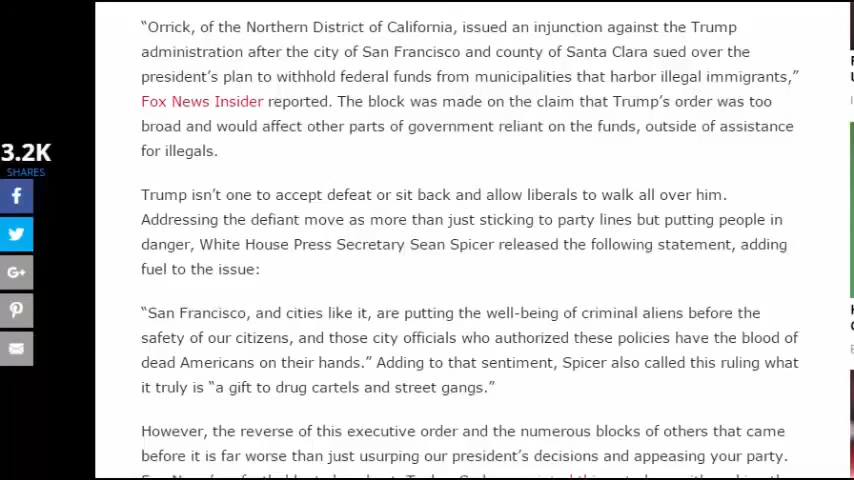 “Orrick, of the Northern District of California, issued an injunction against the Trump
administration after the city of San Francisco and county of Santa Clara sued over the
president’s plan to withhold federal funds from municipalities that harbor illegal immigrants,”
Fox News Insider reported. The block was made on the claim that Trump’s order was too
broad and would affect other parts of government reliant on the funds, outside of assistance
for illegals.
3.2K
SHARES
Trump isn’t one to accept defeat or sit back and allow liberals to walk all over him.
Addressing the defiant move as more than just sticking to party lines but putting people in
danger, White House Press Secretary Sean Spicer released the following statement, adding
fuel to the issue:
“San Francisco, and cities like it, are putting the well-being of criminal aliens before the
safety of our citizens, and those city officials who authorized these policies have the blood of
dead Americans on their hands.” Adding to that sentiment, Spicer also called this ruling what
it truly is “a gift to drug cartels and street gangs.”
However, the reverse of this executive order and the numerous blocks of others that came
before it is far worse than just usurping our president’s decisions and appeasing your party.